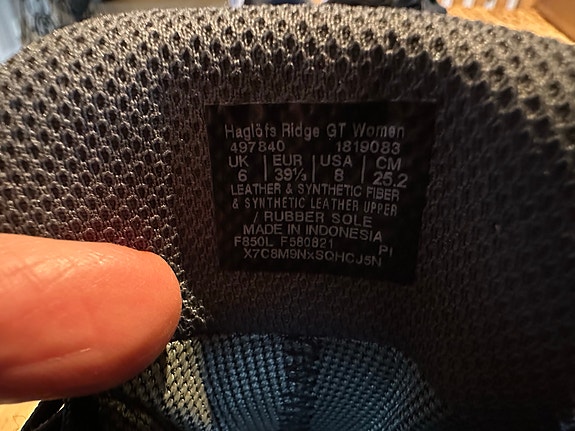 Haglöfs Ridge GT Women
497840 1819083
UK | EUR | USA | CM
6 | 39⅓ | 8 | 25.2
LEATHER & SYNTHETIC FIBER
& SYNTHETIC LEATHER UPPER
/ RUBBER SOLE
MADE IN INDONESIA
F850L F580821 PI
X7C8M9NxSQHCJ5N